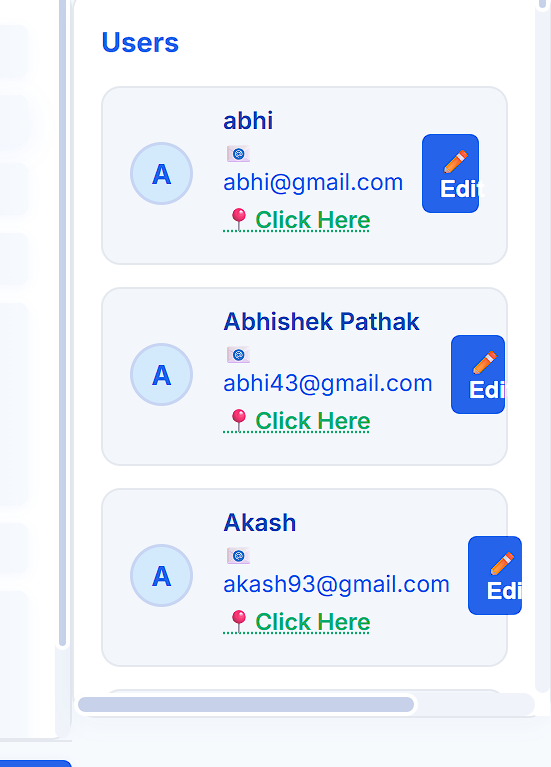 Users
A
abhi
abhi@gmail.com
Click Here
Edit
A
Abhishek Pathak
abhi43@gmail.com
Click Here
Edi
A
Akash
akash93@gmail.com
Click Here
Edi